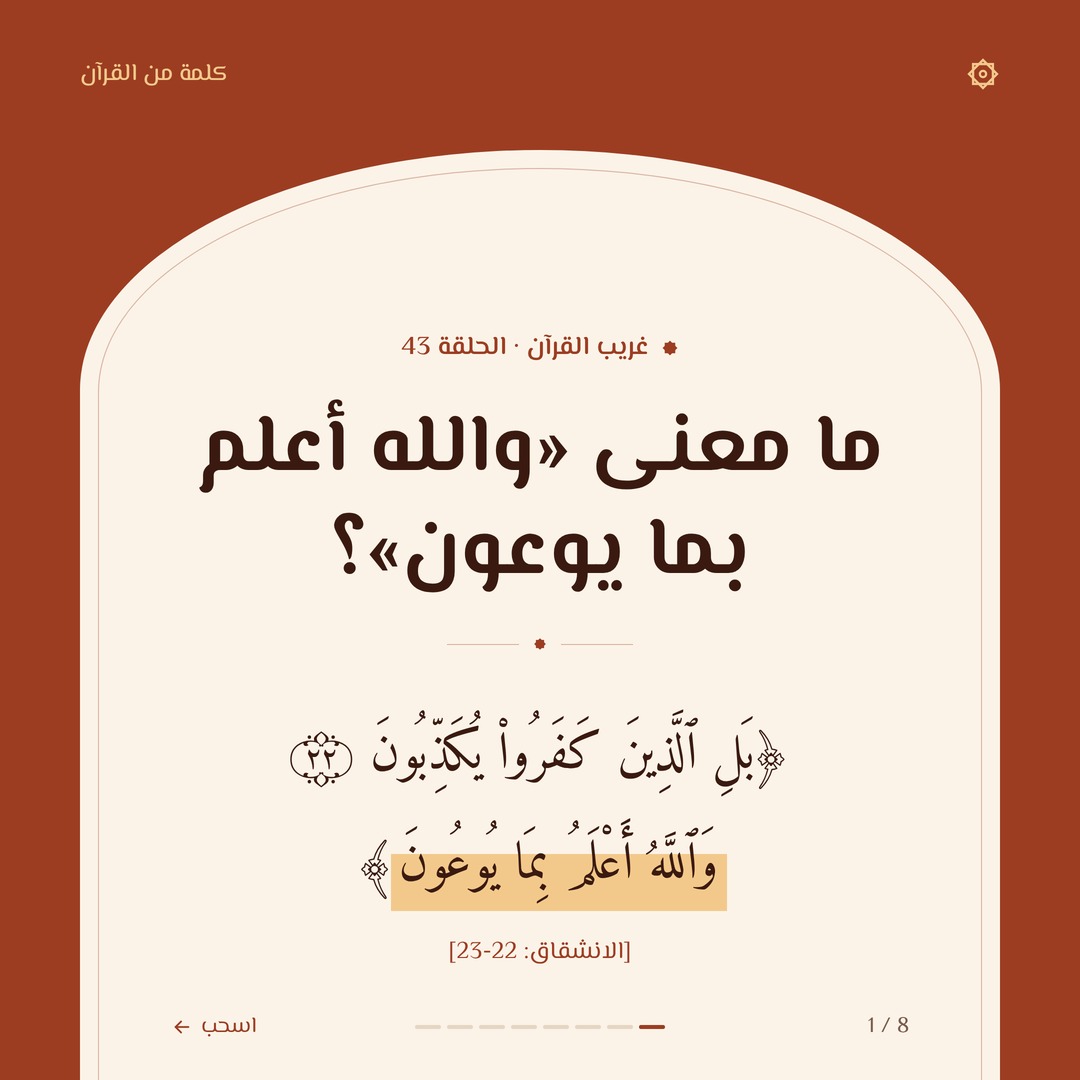 كلمة من القرآن
غريب القرآن · الحلقة 43
ما معنى «والله أعلم
بما يوعون»؟
﴿بَلِ ٱلَّذِينَ كَفَرُوا۟ يُكَذِّبُونَ ٢٢
وَٱللَّهُ أَعْلَمُ بِمَا يُوعُونَ﴾
[الانشقاق: 22-23]
1 / 8
اسحب ←